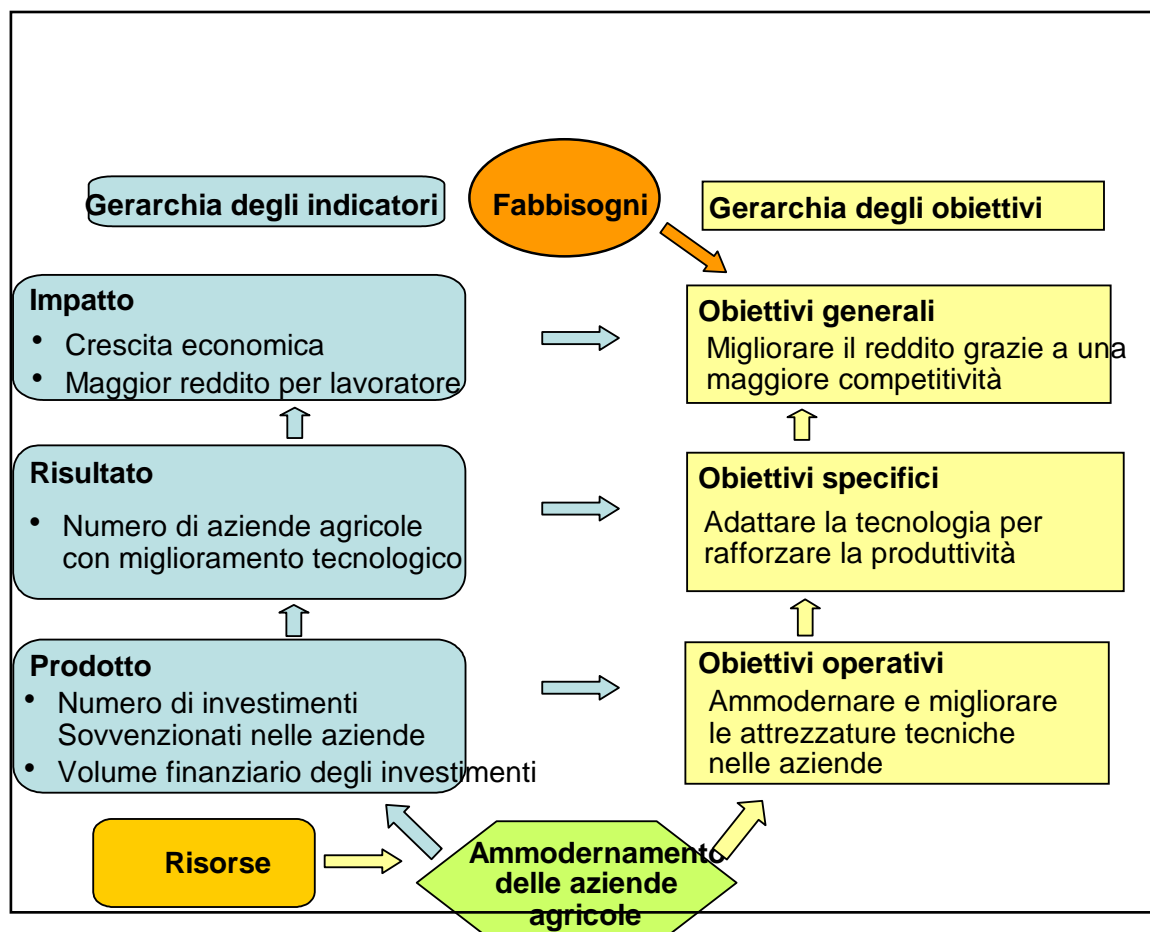 Fabbisogni
Gerarchia degli indicatori
Gerarchia degli obiettivi
Impatto
• Crescita economica
• Maggior reddito per lavoratore
Obiettivi generali
Migliorare il reddito grazie a una
maggiore competitività
Risultato
• Numero di aziende agricole
con miglioramento tecnologico
Obiettivi specifici
Adattare la tecnologia per
rafforzare la produttività
Prodotto
• Numero di investimenti
Sovvenzionati nelle aziende
• Volume finanziario degli investimenti
Obiettivi operativi
Ammodernare e migliorare
le attrezzature tecniche
nelle aziende
Risorse
Ammodernamento
delle aziende
agricole